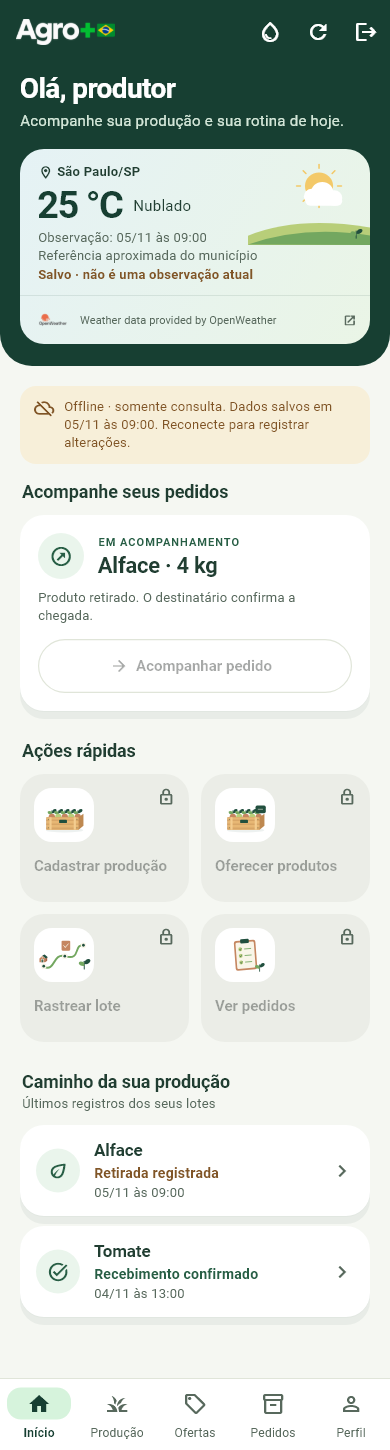 Agro+
Olá, produtor
Acompanhe sua produção e sua rotina de hoje.
São Paulo/SP
25 °C Nublado
Observação: 05/11 às 09:00
Referência aproximada do município
Salvo · não é uma observação atual
OpenWeather Weather data provided by OpenWeather
Offline · somente consulta. Dados salvos em
05/11 às 09:00. Reconecte para registrar
alterações.
Acompanhe seus pedidos
EM ACOMPANHAMENTO
Alface · 4 kg
Produto retirado. O destinatário confirma a
chegada.
Acompanhar pedido
Ações rápidas
Cadastrar produção
Oferecer produtos
Rastrear lote
Ver pedidos
Caminho da sua produção
Últimos registros dos seus lotes
Alface
Retirada registrada
05/11 às 09:00
Tomate
Recebimento confirmado
04/11 às 13:00
Início Produção Ofertas Pedidos Perfil